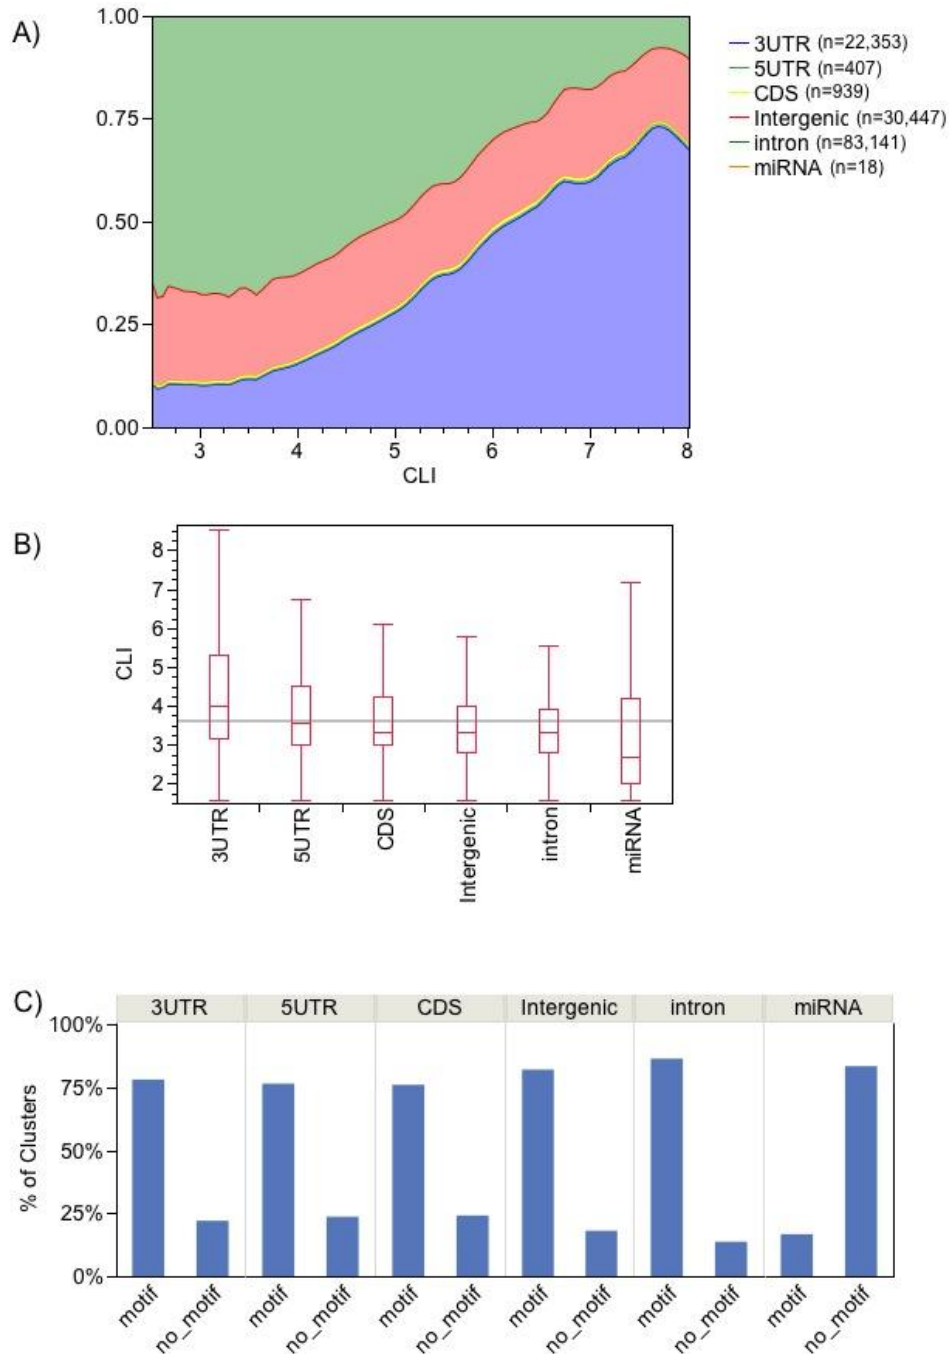 A)
1.00
0.75
0.50
0.25
0.00
3 4 5 6 7 8
CLI
3UTR (n=22,353)
5UTR (n=407)
CDS (n=939)
Intergenic (n=30,447)
intron (n=83,141)
miRNA (n=18)
B)
CLI
8
7
6
5
4
3
2
3UTR 5UTR CDS Intergenic intron miRNA
C)
3UTR 5UTR CDS Intergenic intron miRNA
% of Clusters
100%
75%
50%
25%
0%
motif no_motif motif no_motif motif no_motif motif no_motif motif no_motif motif no_motif